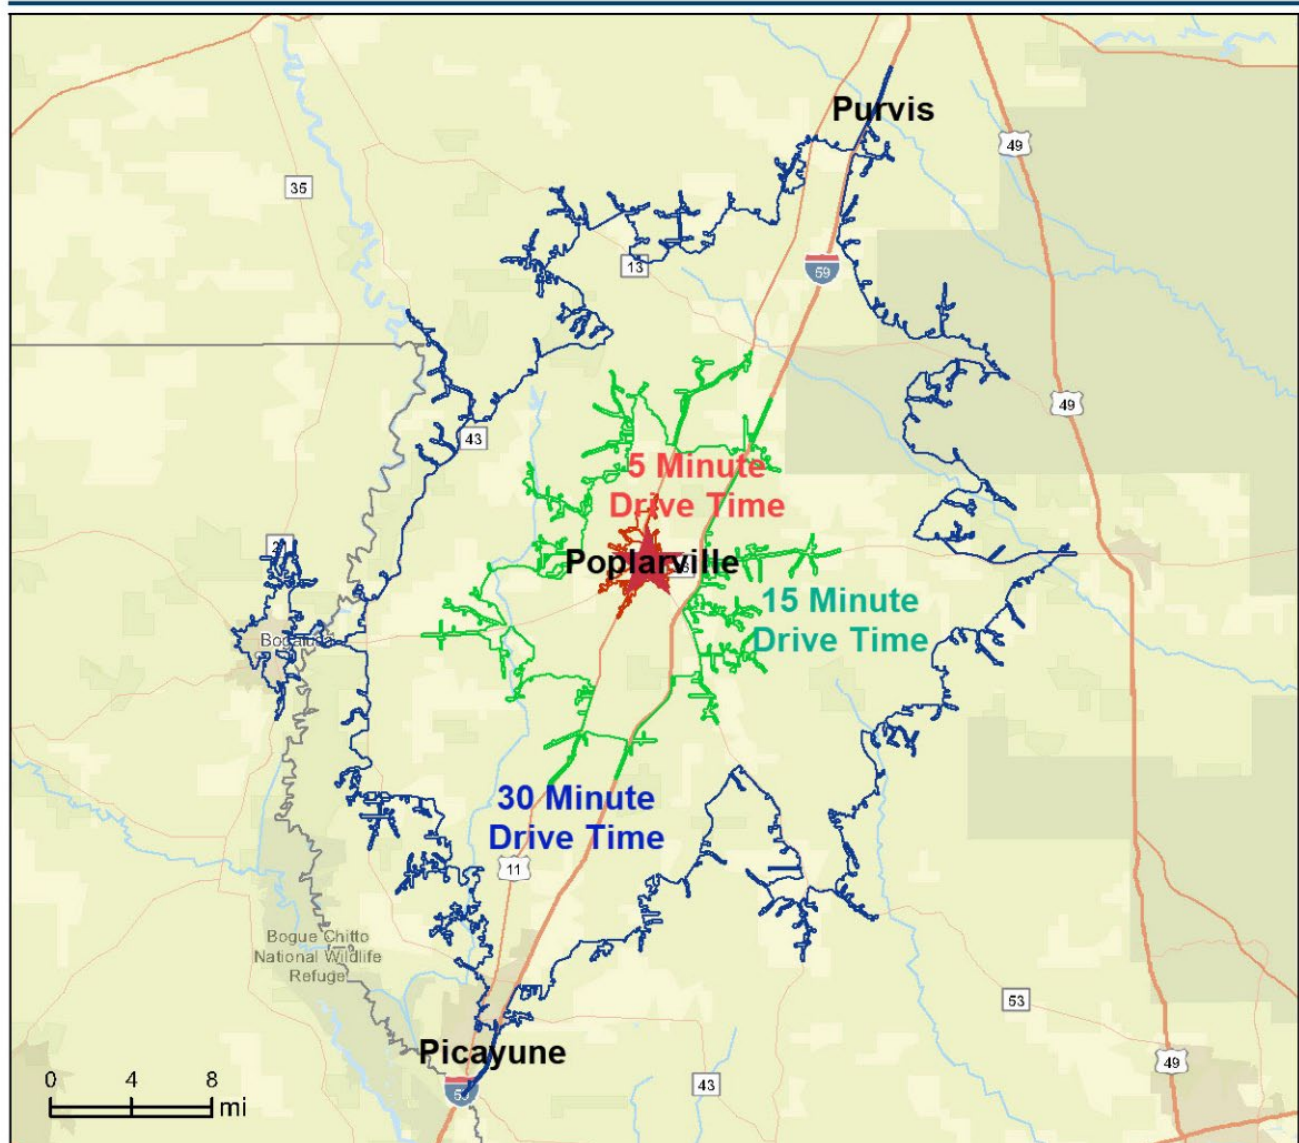 Purvis
49
35
13
59
49
43
5 Minute
Drive Time
Poplarville
15 Minute
Drive Time
Bogalusa
30 Minute
Drive Time
11
Bogue Chitto
National Wildlife
Refuge
53
Picayune
49
43
0 4 8
mi